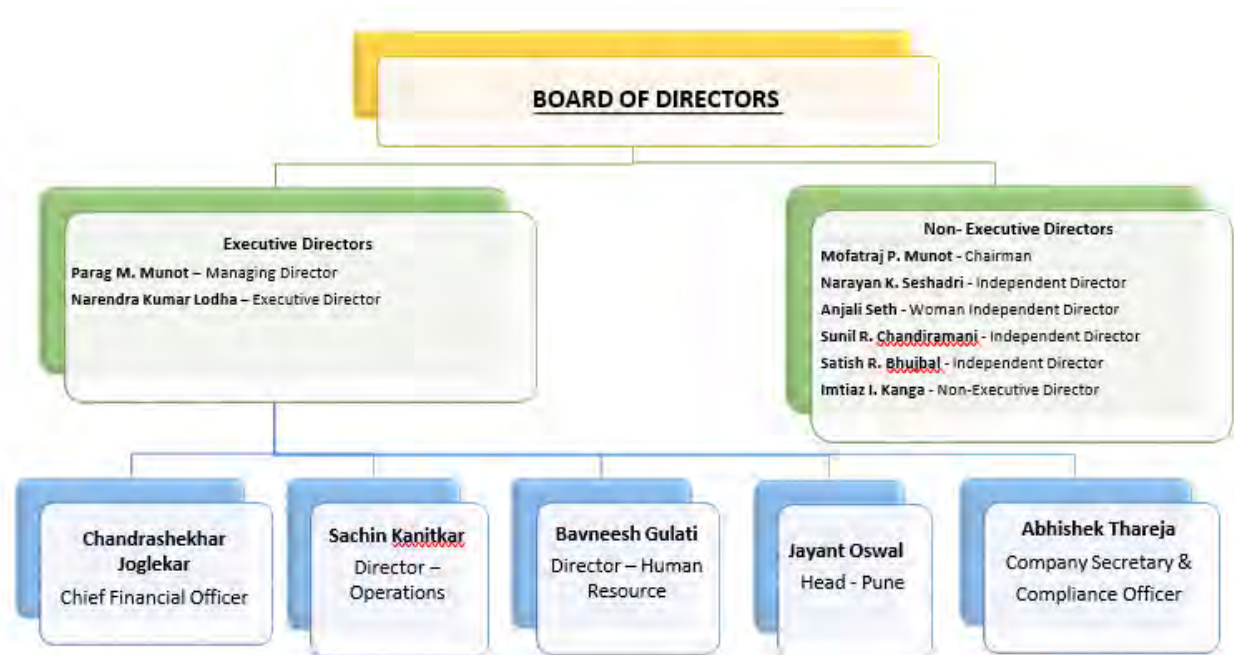 BOARD OF DIRECTORS
Executive Directors
Parag M. Munot – Managing Director
Narendra Kumar Lodha – Executive Director
Non- Executive Directors
Mofatraj P. Munot - Chairman
Narayan K. Seshadri - Independent Director
Anjali Seth - Woman Independent Director
Sunil R. Chandiramani - Independent Director
Satish R. Bhujbal - Independent Director
Imtiaz I. Kanga - Non-Executive Director
Chandrashekhar
Joglekar
Chief Financial Officer
Sachin Kanitkar
Director –
Operations
Bavneesh Gulati
Director – Human
Resource
Jayant Oswal
Head - Pune
Abhishek Thareja
Company Secretary &
Compliance Officer